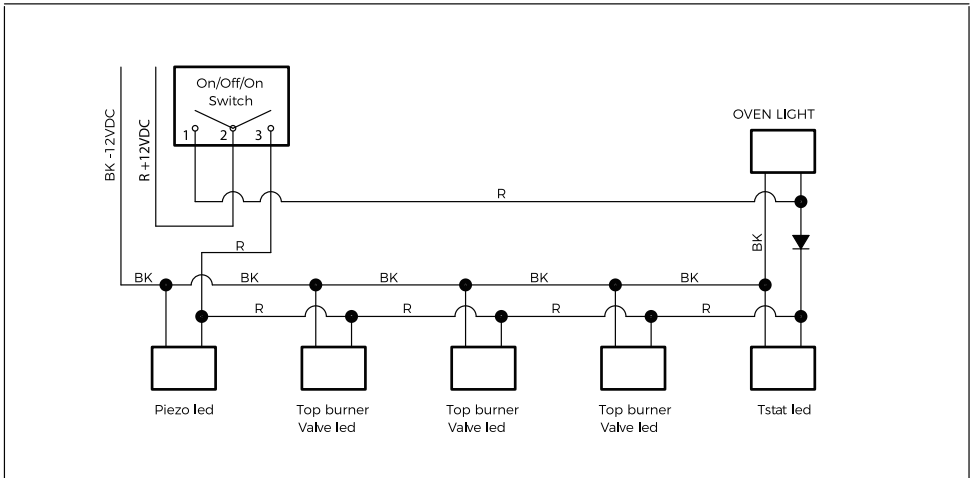 On/Off/On
Switch
1 2 3
BK -12VDC
R +12VDC
OVEN LIGHT
R
R
BK
BK BK BK BK BK
R R R R
Piezo led
Top burner
Valve led
Top burner
Valve led
Top burner
Valve led
Tstat led